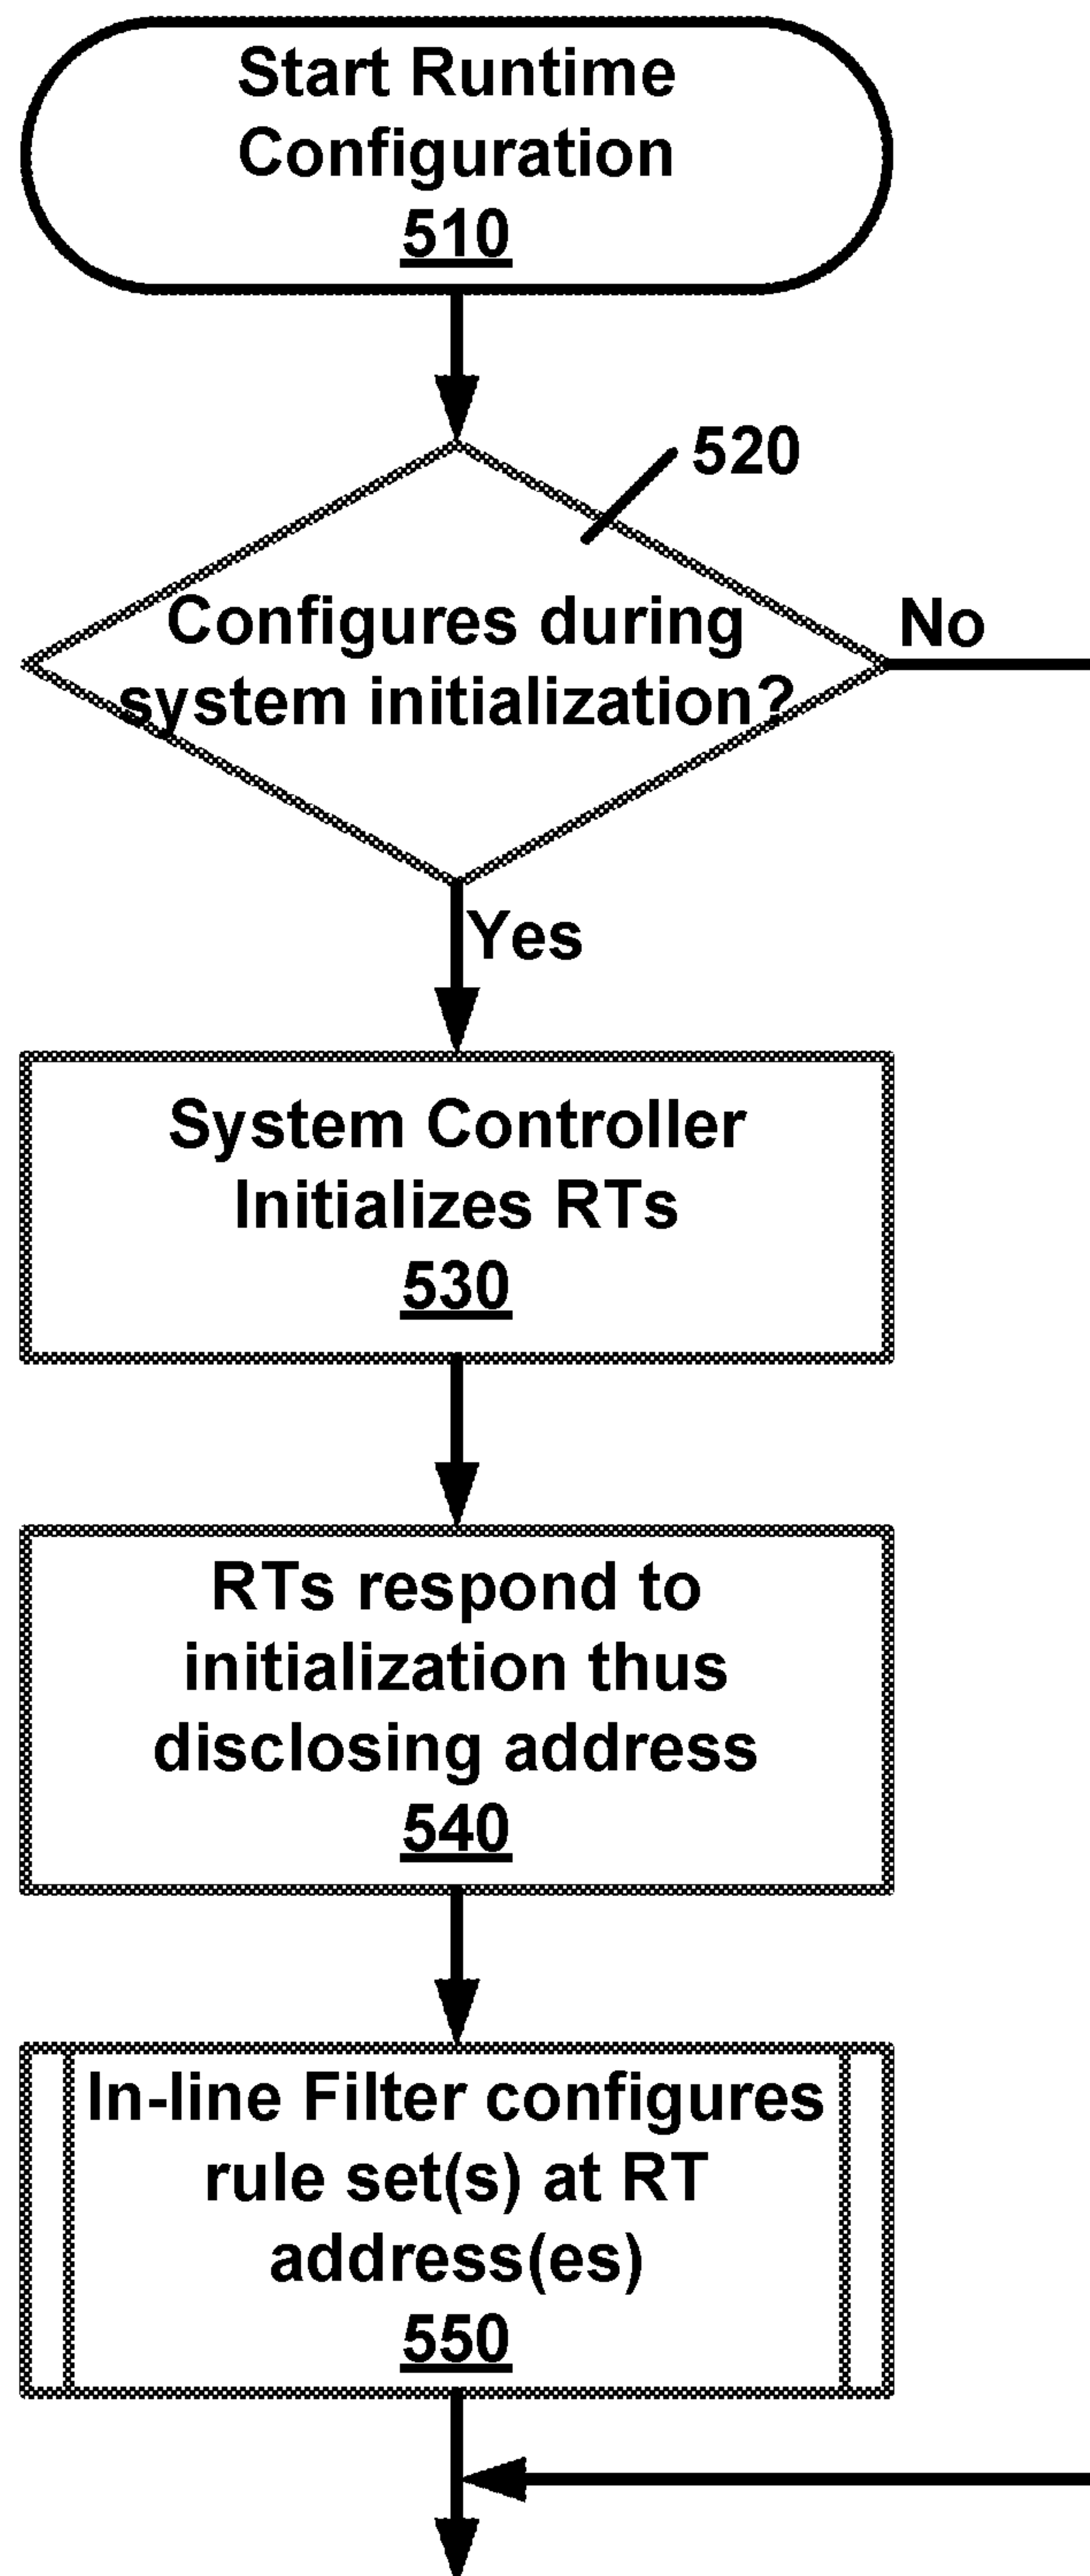 Start Runtime
Configuration
510
520
Configures during
system initialization?
No
Yes
System Controller
Initializes RTs
530
RTs respond to
initialization thus
disclosing address
540
In-line Filter configures
rule set(s) at RT
address(es)
550